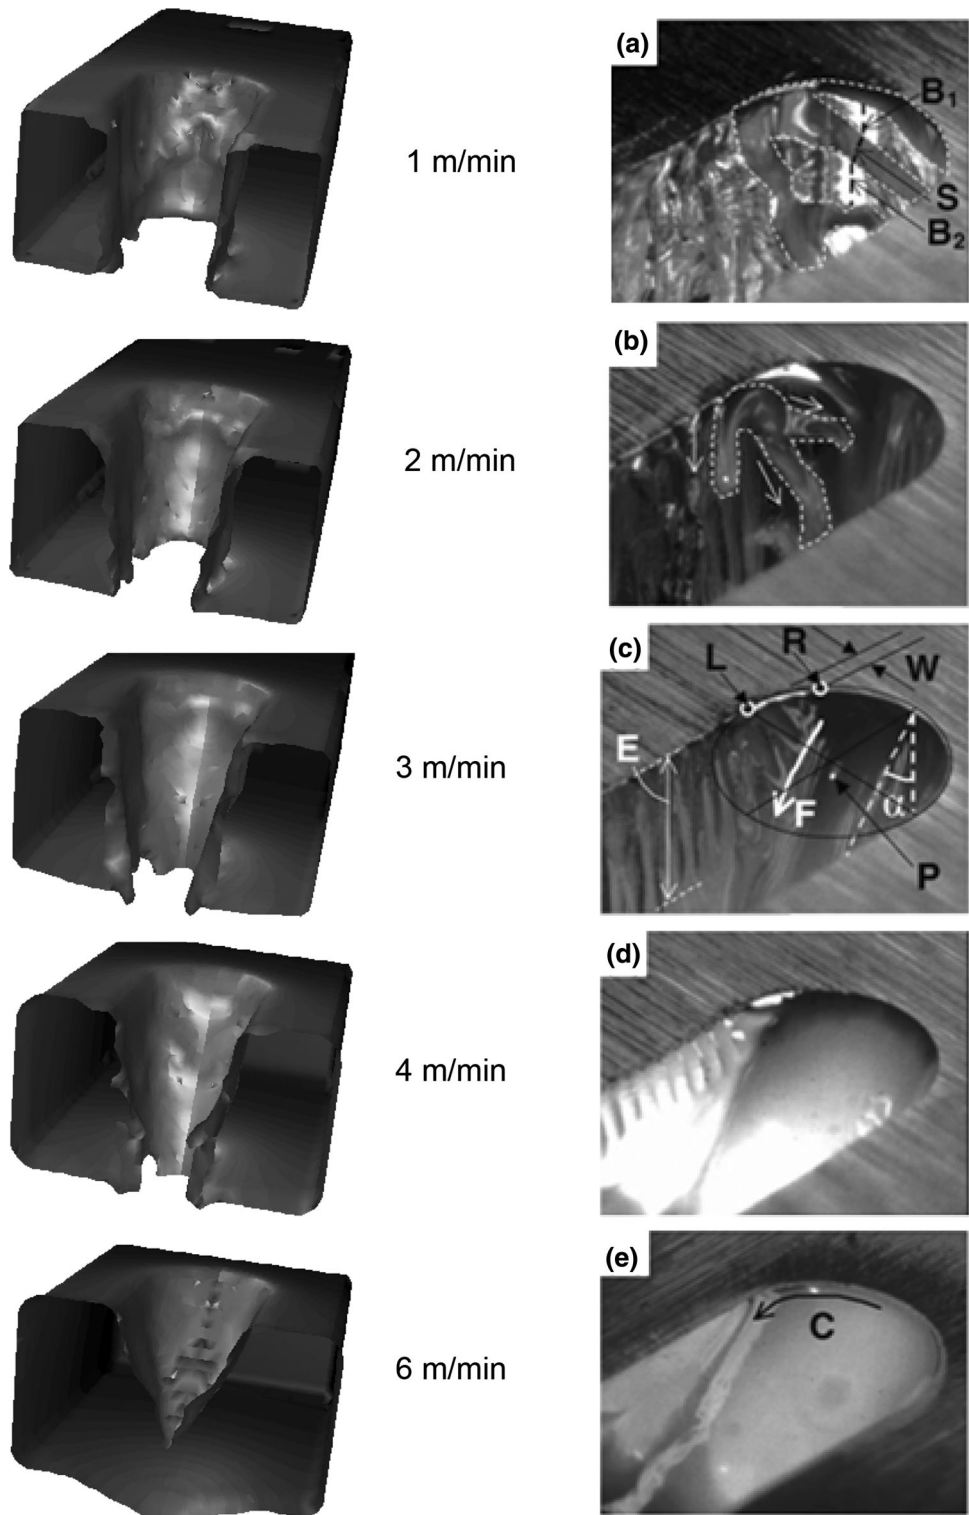 (a)
B1
1 m/min
S
B2
(b)
2 m/min
(c)
L
R
W
E
3 m/min
F
α
P
(d)
4 m/min
(e)
C
6 m/min